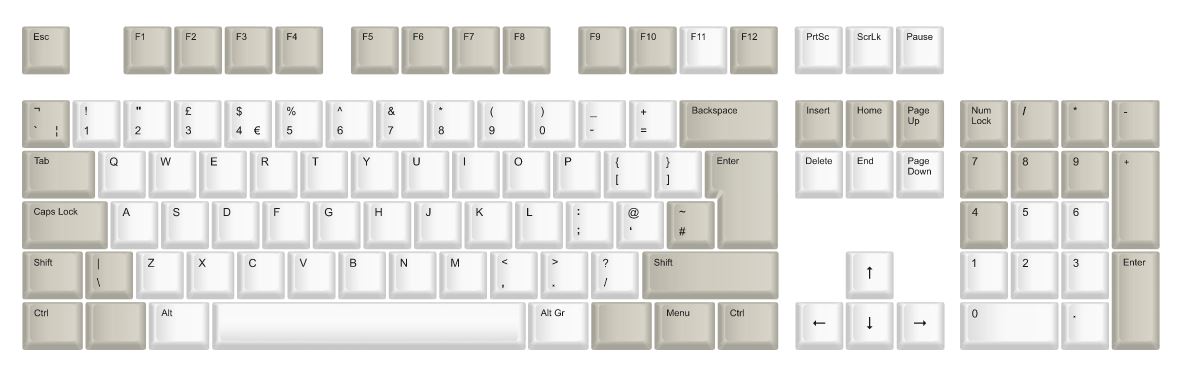 Esc F1 F2 F3 F4 F5 F6 F7 F8 F9 F10 F11 F12 PrtSc ScrLk Pause
¬ ! " £ $ % ^ & * ( ) _ + Backspace Insert Home Page Up Num Lock / * -
` ¦ 1 2 3 4 € 5 6 7 8 9 0 - =
Tab Q W E R T Y U I O P { } Enter Delete End Page Down 7 8 9 +
[ ]
Caps Lock A S D F G H J K L : @ ~ 4 5 6
; ' #
Shift | Z X C V B N M < > ? Shift ↑ 1 2 3 Enter
\ , . /
Ctrl Alt Alt Gr Menu Ctrl ← ↓ → 0 .